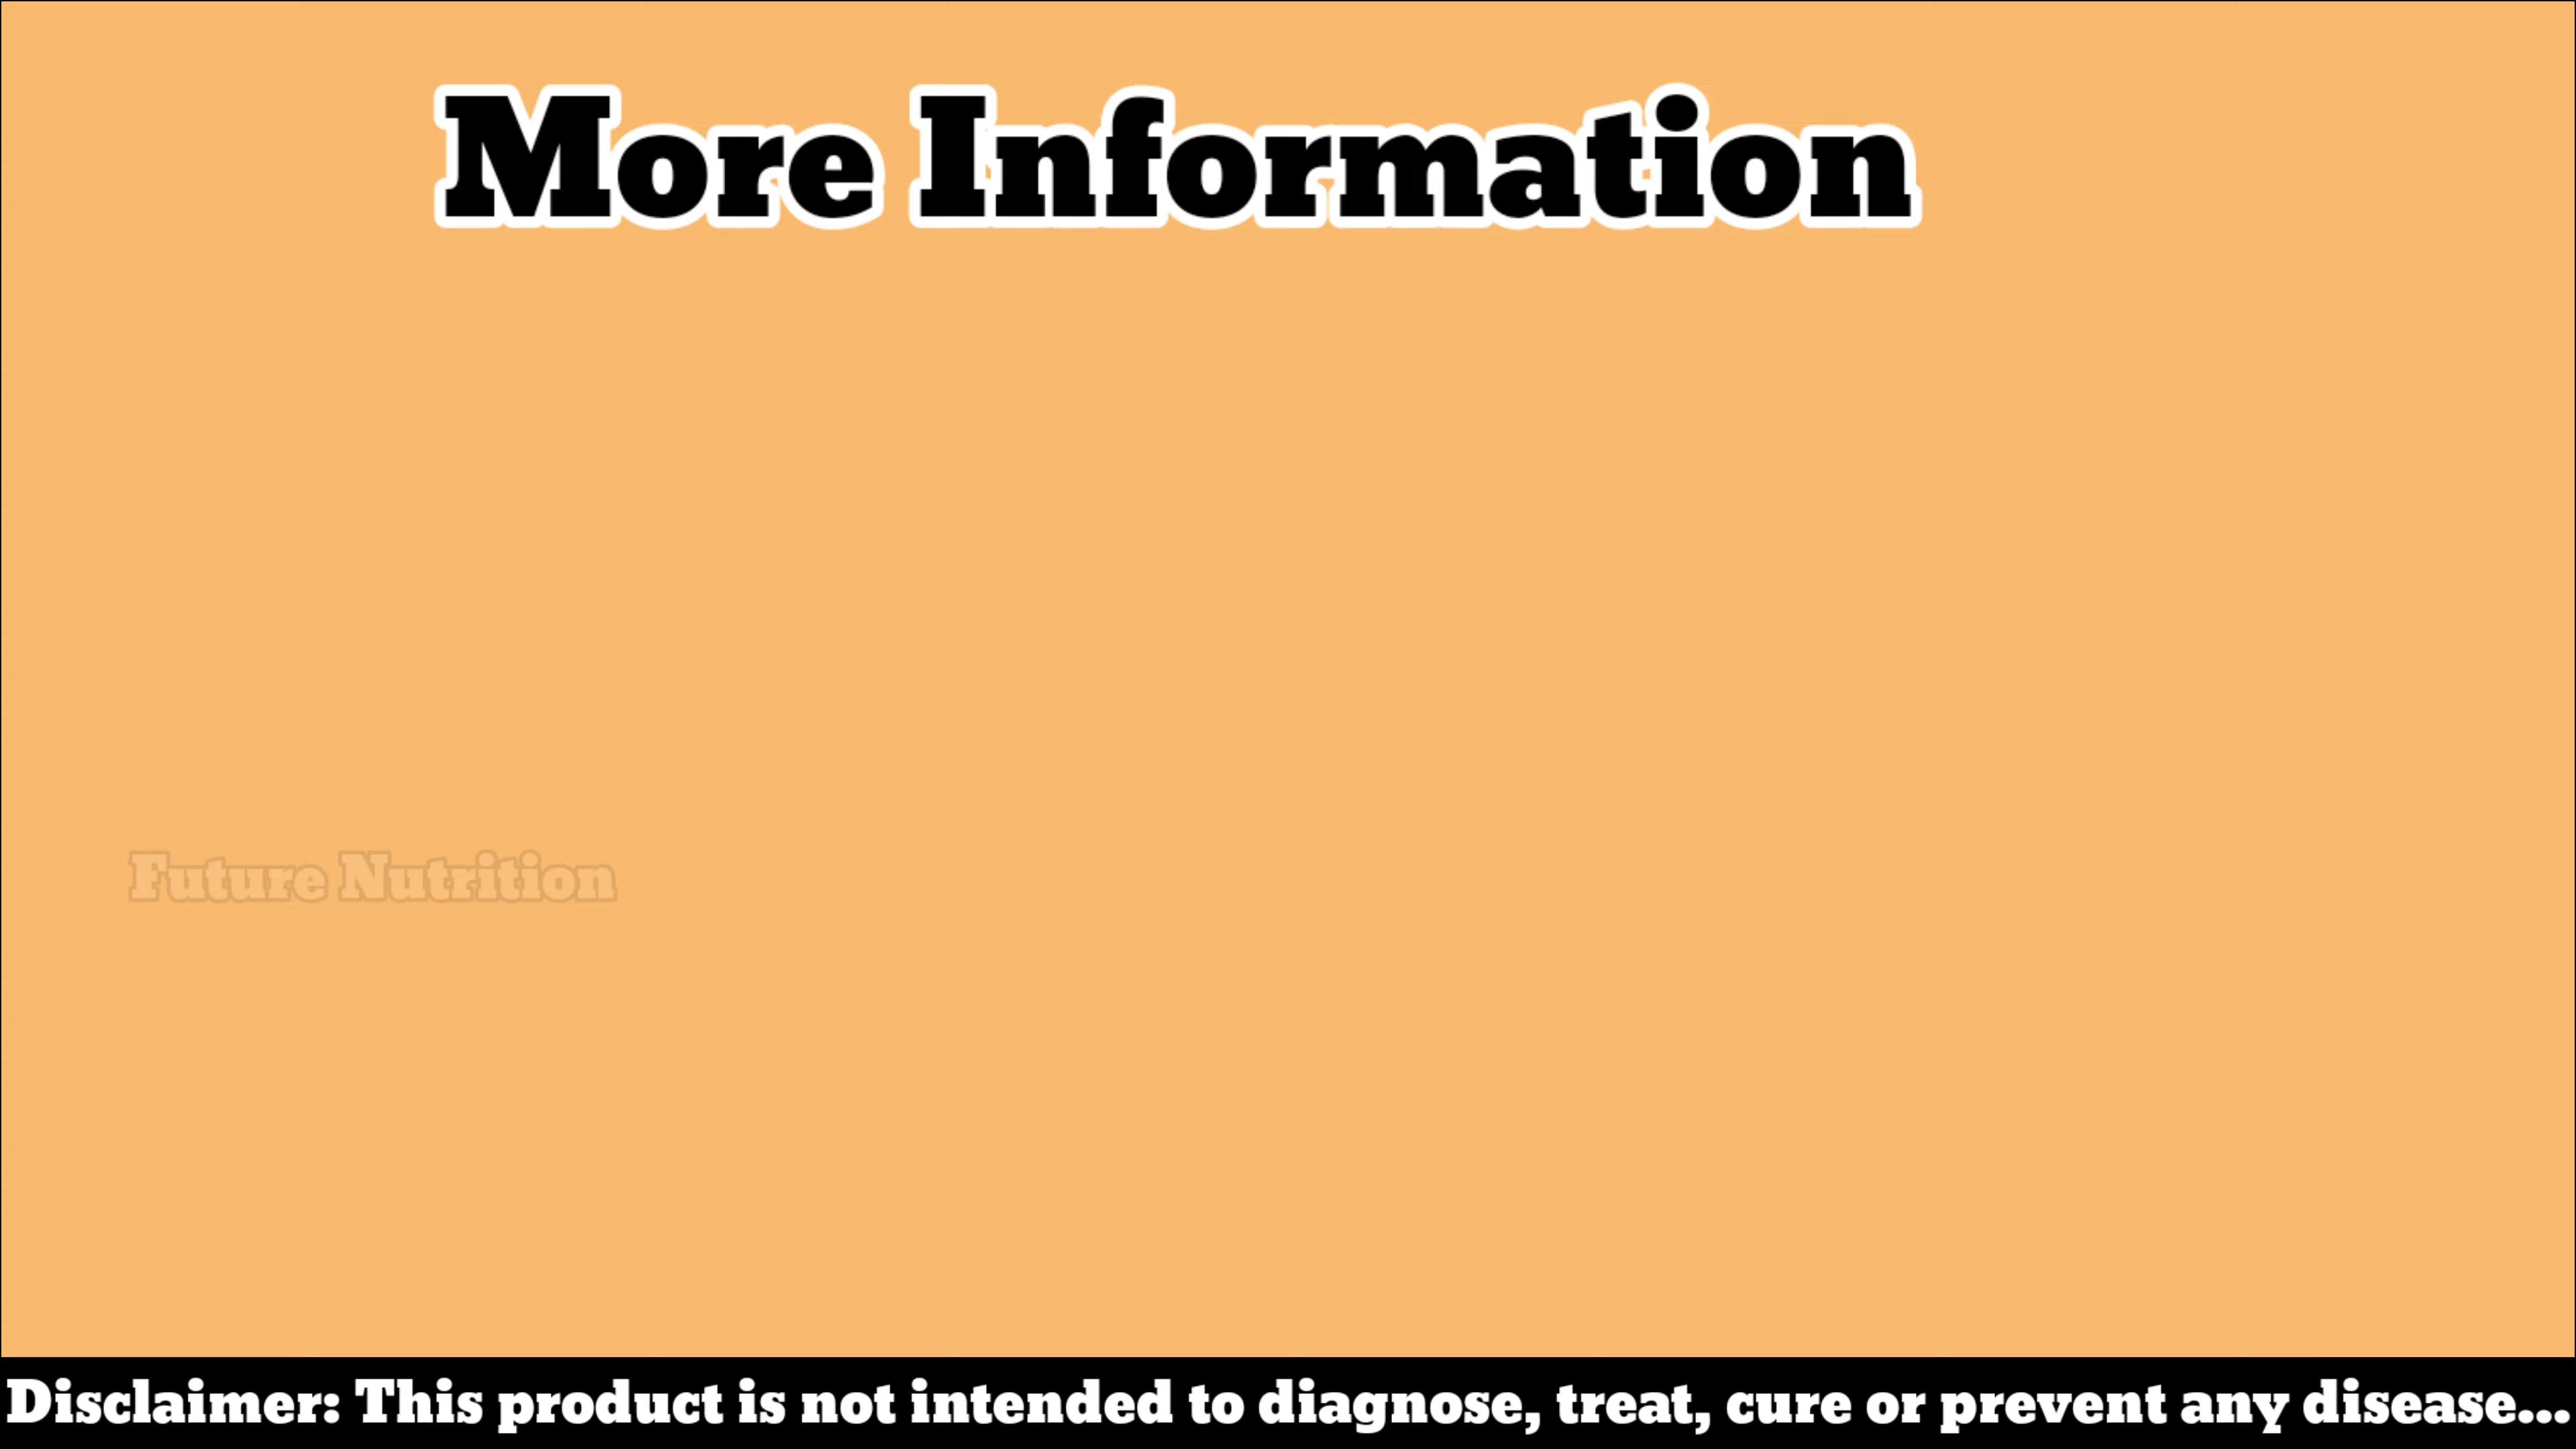 More Information
Future Nutrition
Disclaimer: This product is not intended to diagnose, treat, cure or prevent any disease...